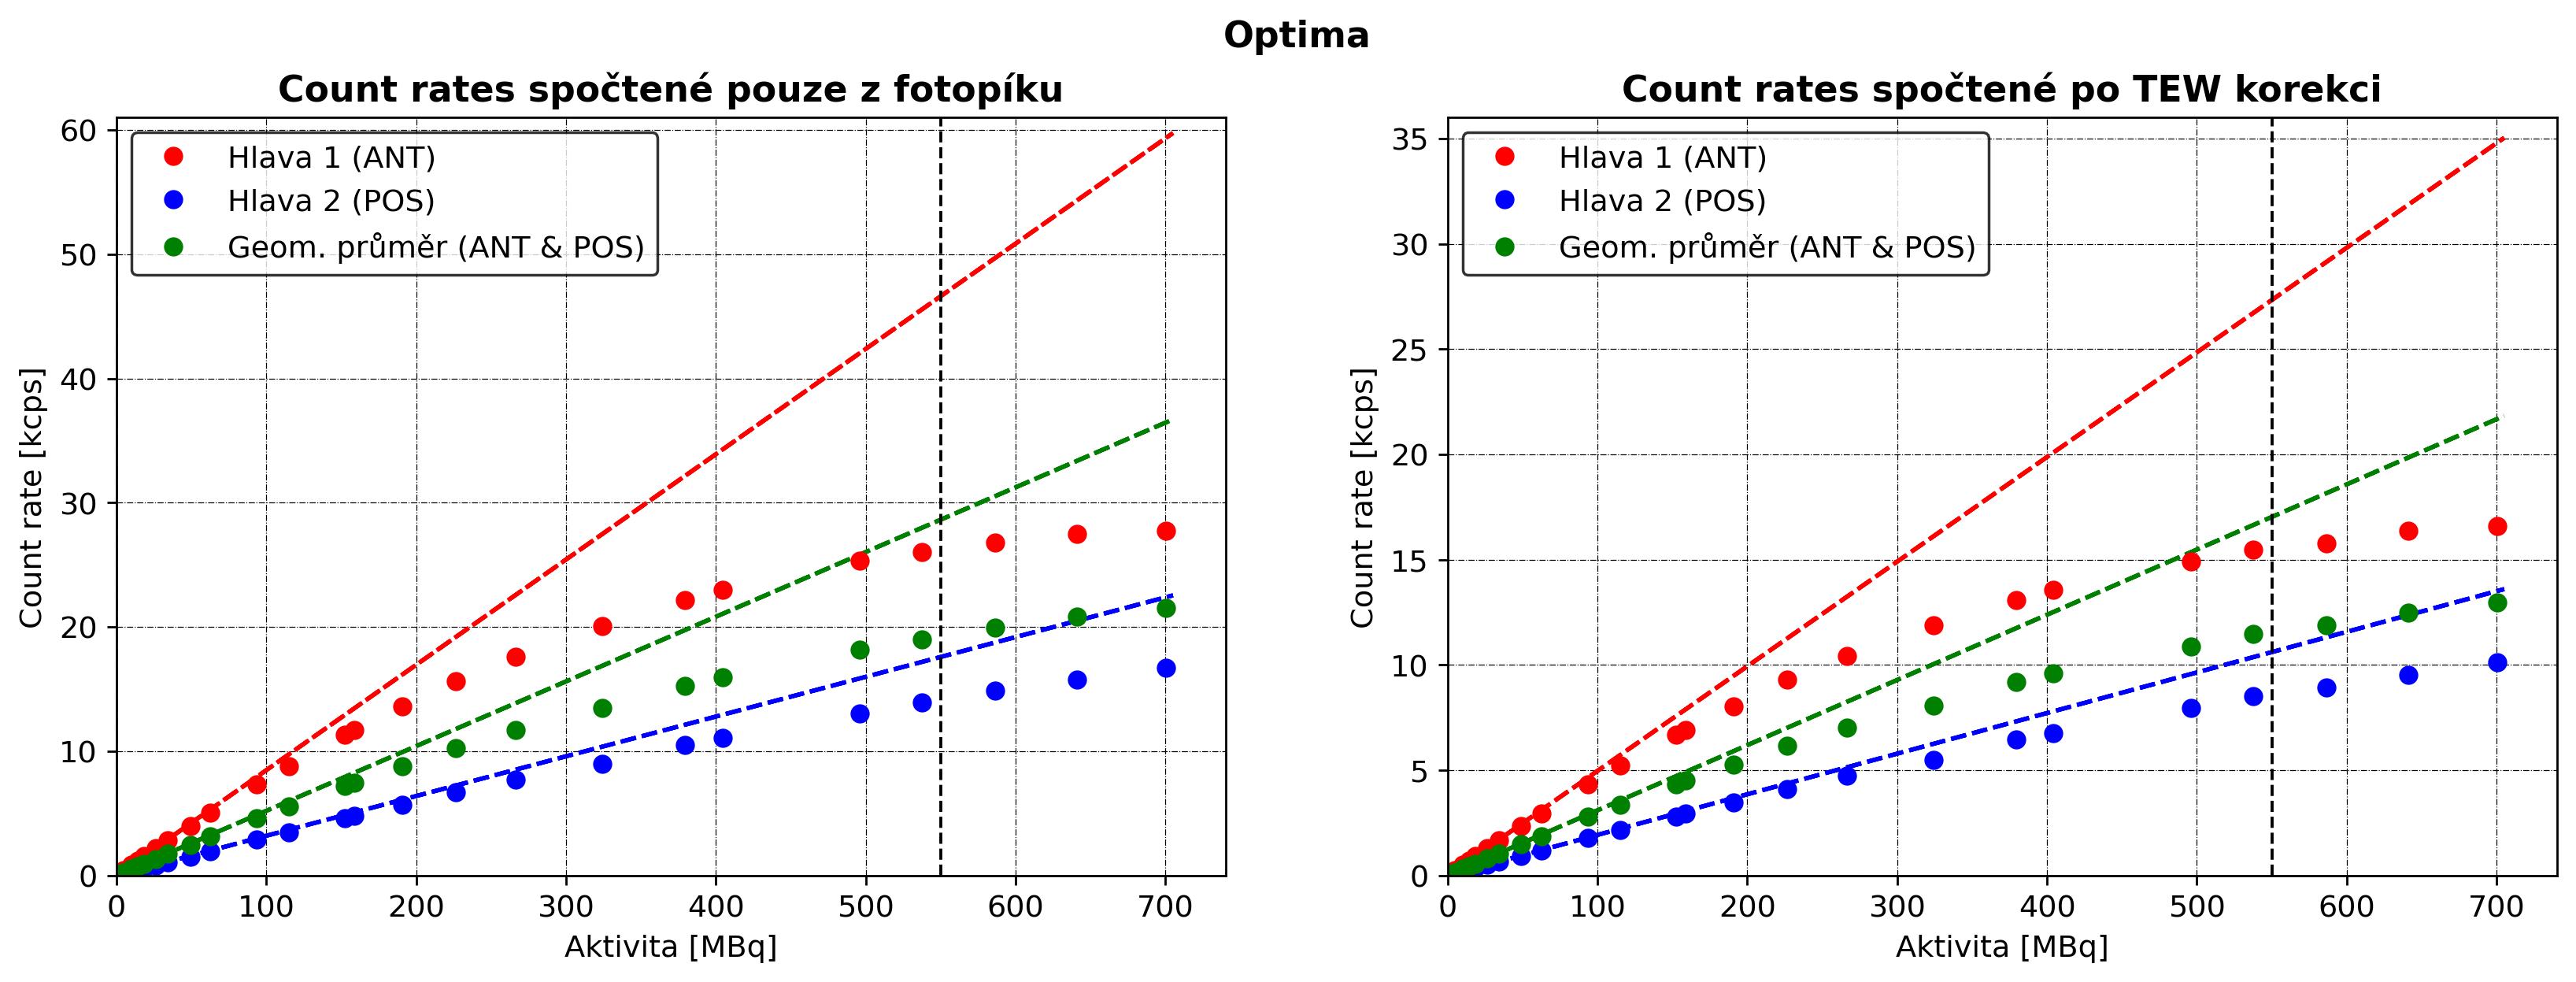 Optima
Count rates spočtené pouze z fotopíku
60
50
40
30
20
10
0
Count rate [kcps]
Hlava 1 (ANT)
Hlava 2 (POS)
Geom. průměr (ANT & POS)
0 100 200 300 400 500 600 700
Aktivita [MBq]
Count rates spočtené po TEW korekci
35
30
25
20
15
10
5
0
Count rate [kcps]
Hlava 1 (ANT)
Hlava 2 (POS)
Geom. průměr (ANT & POS)
0 100 200 300 400 500 600 700
Aktivita [MBq]